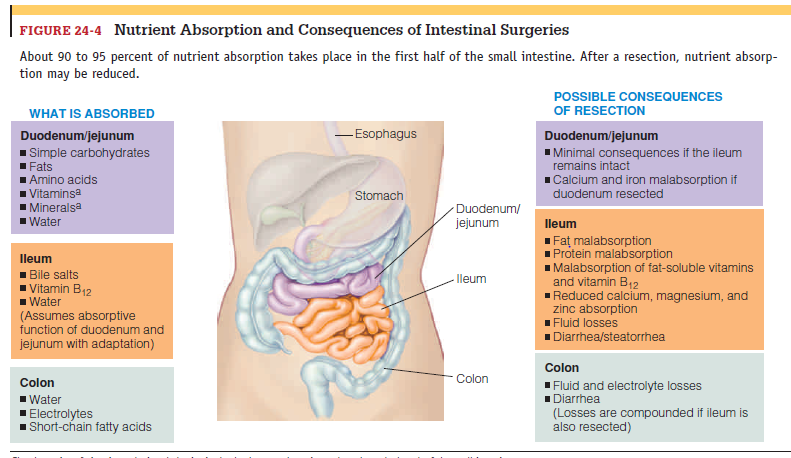 FIGURE 24-4 Nutrient Absorption and Consequences of Intestinal Surgeries
About 90 to 95 percent of nutrient absorption takes place in the first half of the small intestine. After a resection, nutrient absorp-
tion may be reduced.
WHAT IS ABSORBED
Duodenum/jejunum
■ Simple carbohydrates
■ Fats
■ Amino acids
■ Vitaminsª
■ Mineralsª
■ Water
Ileum
■ Bile salts
■ Vitamin B₁₂
■ Water
(Assumes absorptive
function of duodenum and
jejunum with adaptation)
Colon
■ Water
■ Electrolytes
■ Short-chain fatty acids
Esophagus
Stomach
Duodenum/
jejunum
Ileum
Colon
POSSIBLE CONSEQUENCES
OF RESECTION
Duodenum/jejunum
■ Minimal consequences if the ileum
remains intact
■ Calcium and iron malabsorption if
duodenum resected
Ileum
■ Fat malabsorption
■ Protein malabsorption
■ Malabsorption of fat-soluble vitamins
and vitamin B₁₂
■ Reduced calcium, magnesium, and
zinc absorption
■ Fluid losses
■ Diarrhea/steatorrhea
Colon
■ Fluid and electrolyte losses
■ Diarrhea
(Losses are compounded if ileum is
also resected)